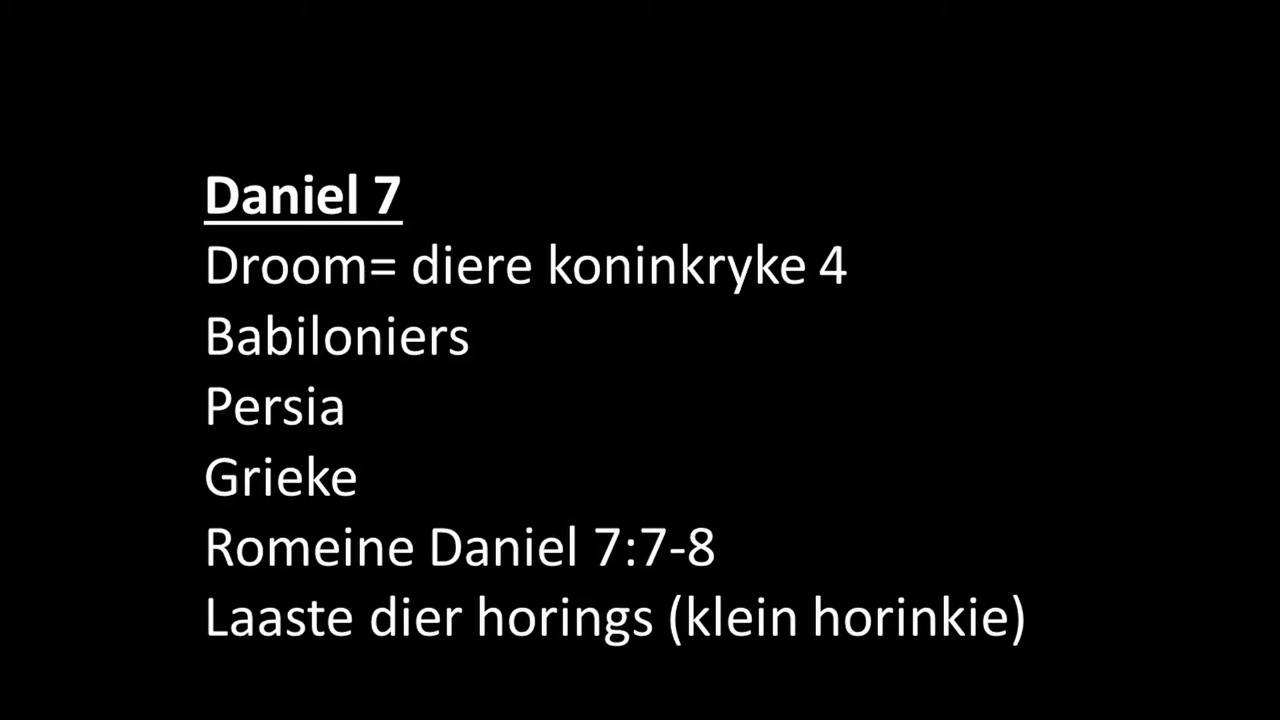 Daniel 7
Droom= diere koninkryke 4
Babiloniers
Persia
Grieke
Romeine Daniel 7:7-8
Laaste dier horings (klein horinkie)